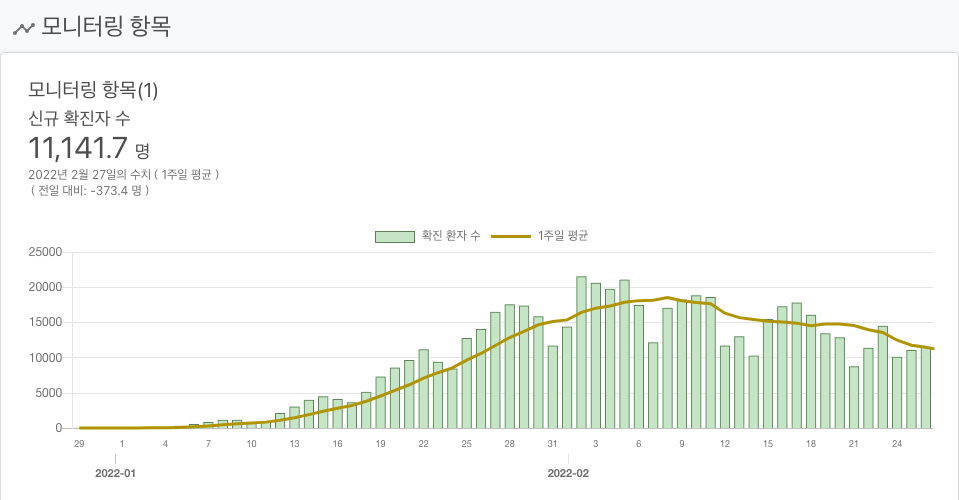 모니터링 항목
모니터링 항목(1)
신규 확진자 수
11,141.7 명
2022년 2월 27일의 수치 ( 1주일 평균 )
( 전일 대비: -373.4 명 )
확진 환자 수 1주일 평균
25000
20000
15000
10000
5000
0
29 1 4 7 10 13 16 19 22 25 28 31 3 6 9 12 15 18 21 24
2022-01 2022-02